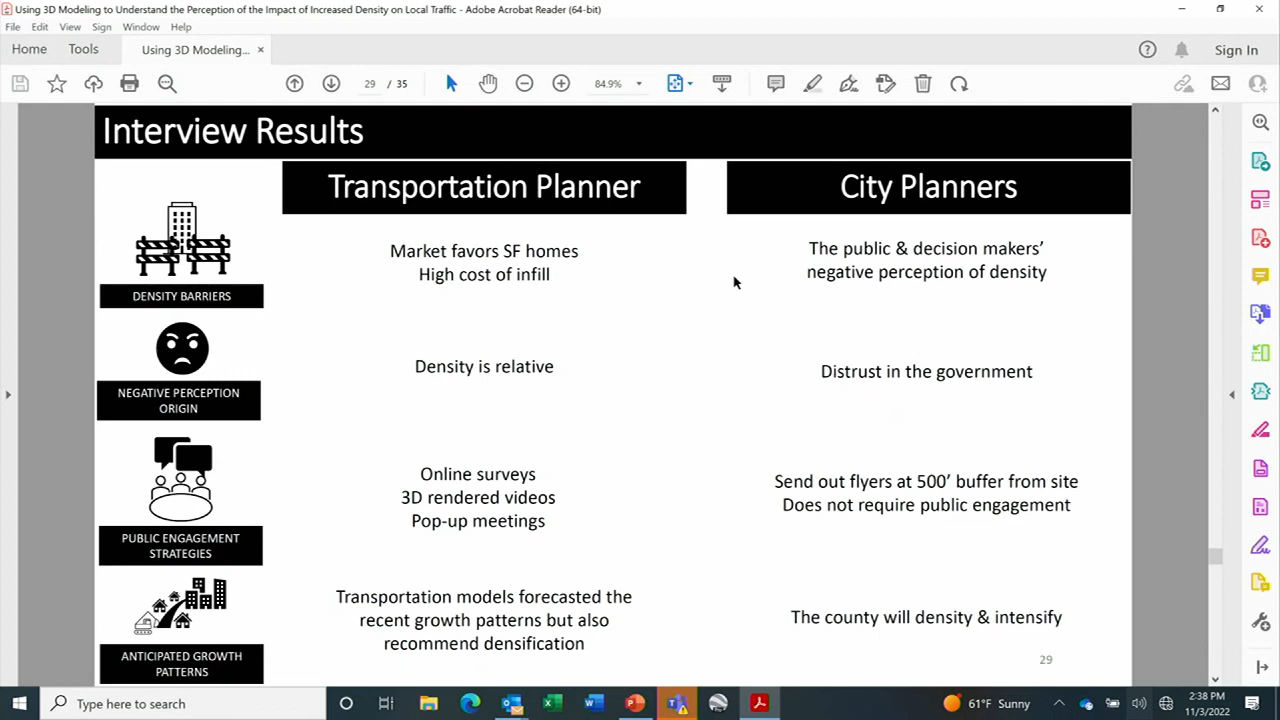 Using 3D Modeling to Understand the Perception of the Impact of Increased Density on Local Traffic - Adobe Acrobat Reader (64-bit)
File Edit View Sign Window Help
Home Tools Using 3D Modeling... × Sign In
29 / 35 84.9%
Interview Results
Transportation Planner City Planners
DENSITY BARRIERS
Market favors SF homes
High cost of infill
The public & decision makers'
negative perception of density
NEGATIVE PERCEPTION
ORIGIN
Density is relative
Distrust in the government
PUBLIC ENGAGEMENT
STRATEGIES
Online surveys
3D rendered videos
Pop-up meetings
Send out flyers at 500' buffer from site
Does not require public engagement
ANTICIPATED GROWTH
PATTERNS
Transportation models forecasted the
recent growth patterns but also
recommend densification
The county will density & intensify
29
Type here to search
61°F Sunny
2:38 PM
11/3/2022